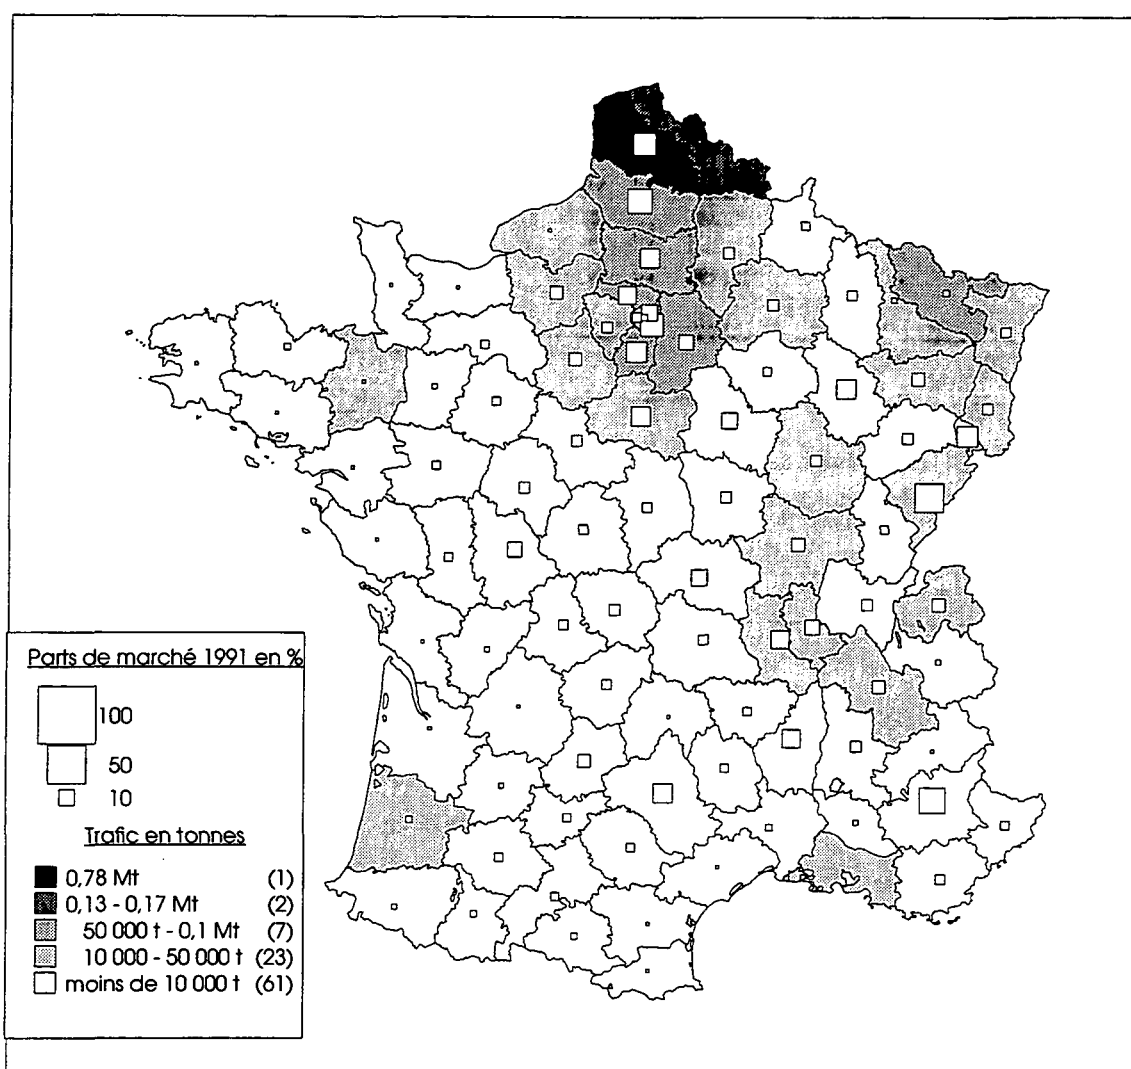 Parts de marché 1991 en %
100
50
10
Trafic en tonnes
0,78 Mt (1)
0,13 - 0,17 Mt (2)
50 000 t - 0,1 Mt (7)
10 000 - 50 000 t (23)
moins de 10 000 t (61)